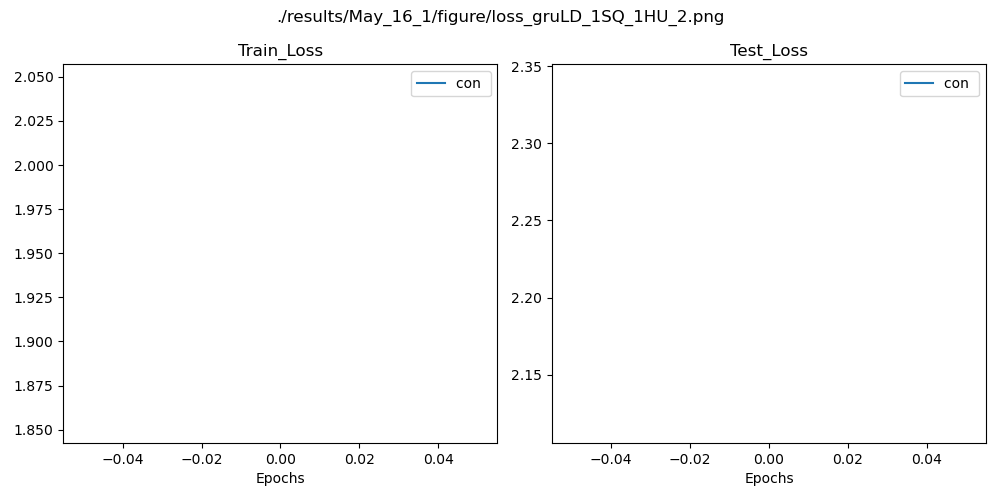 ./results/May_16_1/figure/loss_gruLD_1SQ_1HU_2.png
Train_Loss
con
2.050
2.025
2.000
1.975
1.950
1.925
1.900
1.875
1.850
−0.04 −0.02 0.00 0.02 0.04
Epochs
Test_Loss
con
2.35
2.30
2.25
2.20
2.15
−0.04 −0.02 0.00 0.02 0.04
Epochs